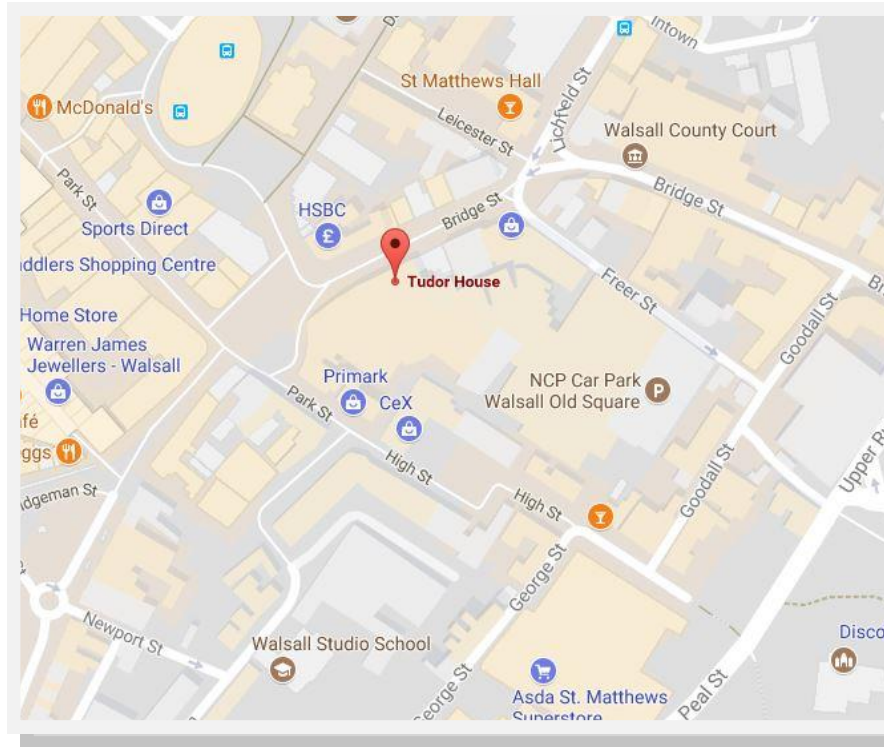 Intown
St Matthews Hall
McDonald's
Leicester St
Lichfield St
Walsall County Court
Park St
Bridge St
HSBC
£
Bridge St
Sports Direct
addlers Shopping Centre
Tudor House
Freer St
Home Store
Goodall St
Warren James
Jewellers - Walsall
Primark
NCP Car Park
Walsall Old Square
P
CeX
Park St
afé
ggs
High St
Goodall St
Upper Ru
dgeman St
High St
George St
Newport St
Walsall Studio School
Disco
Asda St. Matthews
Superstore
George St
Peal St